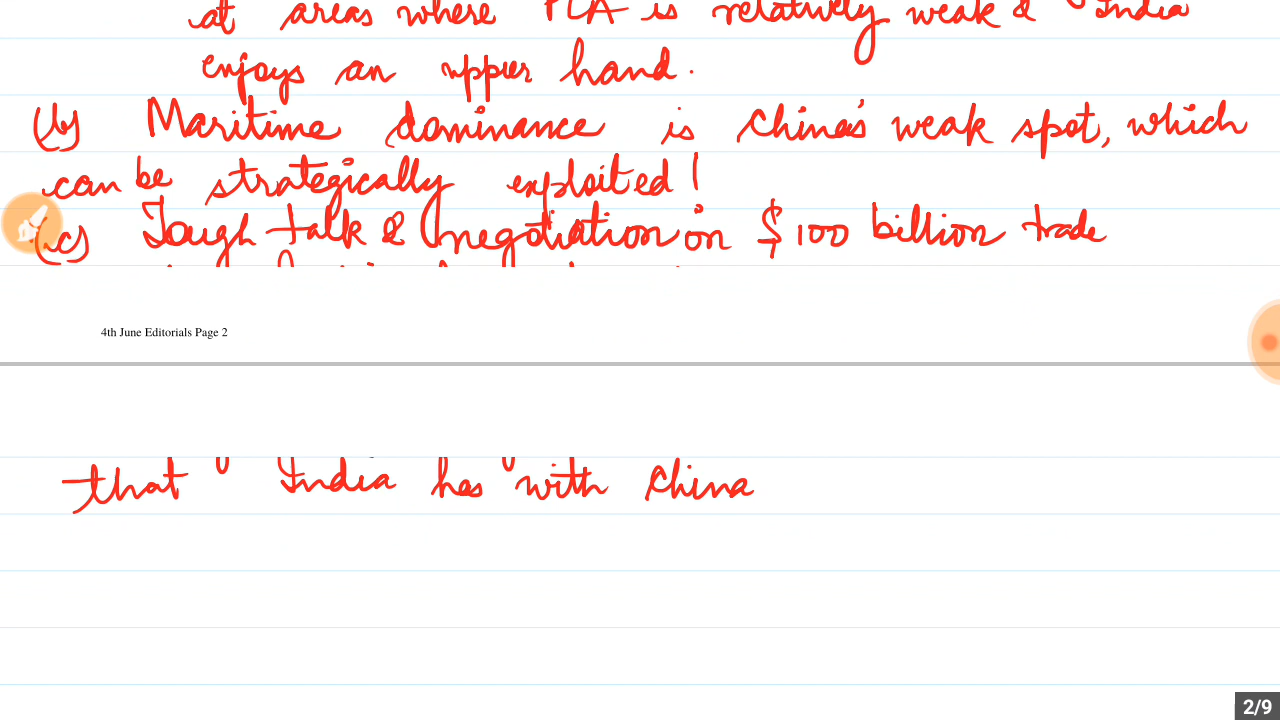 at areas where PLA is relatively weak & India
enjoys an upper hand.
(b) Maritime dominance is China's weak spot, which
can be strategically exploited!
(c) Tough talk & negotiation on $100 billion trade
4th June Editorials Page 2
that India has with China
2/9